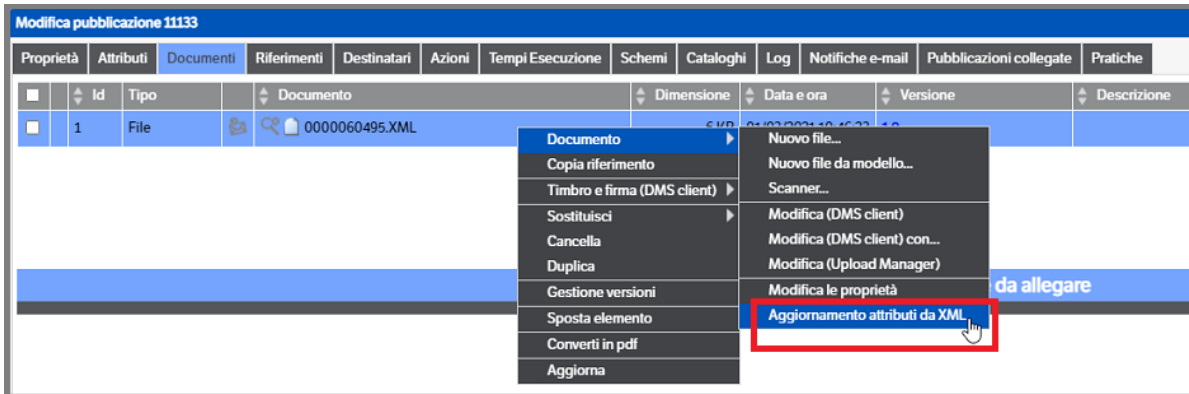 Modifica pubblicazione 11133
Proprietà Attributi Documenti Riferimenti Destinatari Azioni Tempi Esecuzione Schemi Cataloghi Log Notifiche e-mail Pubblicazioni collegate Pratiche
Id Tipo Documento Dimensione Data e ora Versione Descrizione
1 File 0000060495.XML
Documento
Copia riferimento
Timbro e firma (DMS client)
Sostituisci
Cancella
Duplica
Gestione versioni
Sposta elemento
Converti in pdf
Aggiorna
Nuovo file...
Nuovo file da modello...
Scanner...
Modifica (DMS client)
Modifica (DMS client) con...
Modifica (Upload Manager)
Modifica le proprietà
Aggiornamento attributi da XML
da allegare